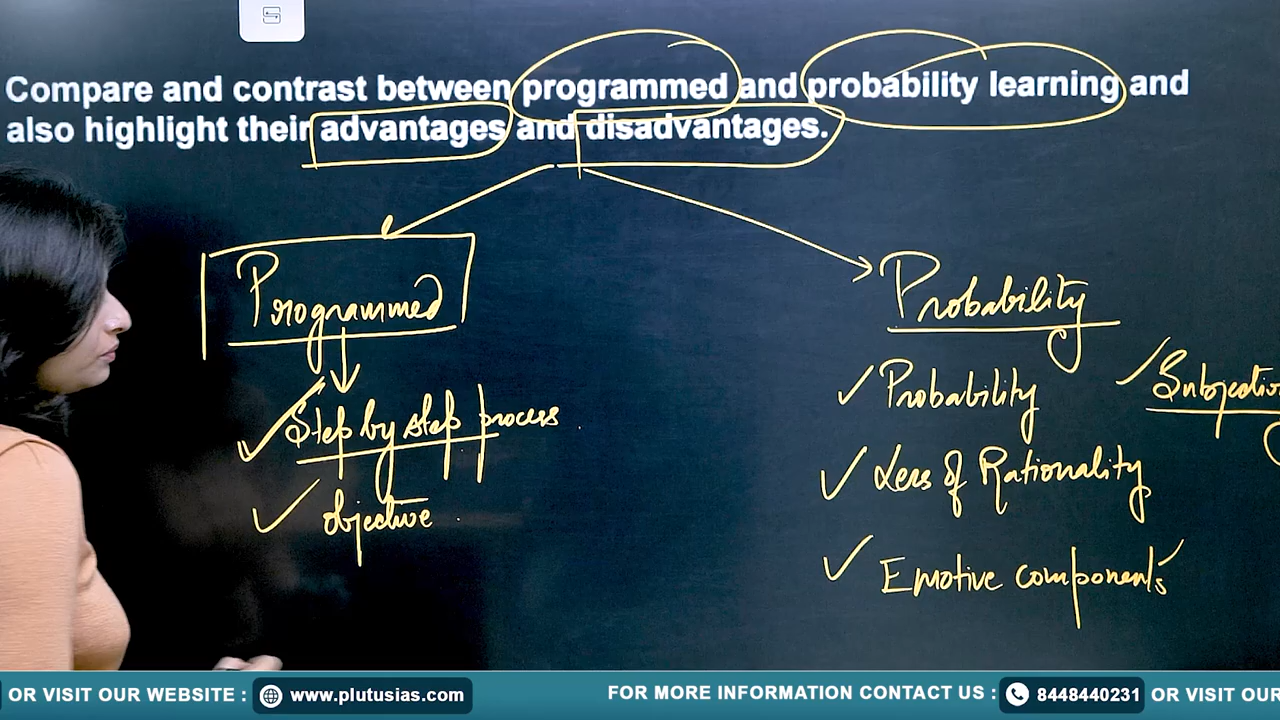 Compare and contrast between programmed and probability learning and
also highlight their advantages and disadvantages.
Programmed
Step by step process
objective
Probability
Probability
Less of Rationality
Emotive components
OR VISIT OUR WEBSITE : www.plutusias.com
FOR MORE INFORMATION CONTACT US : 8448440231 OR VISIT OUR